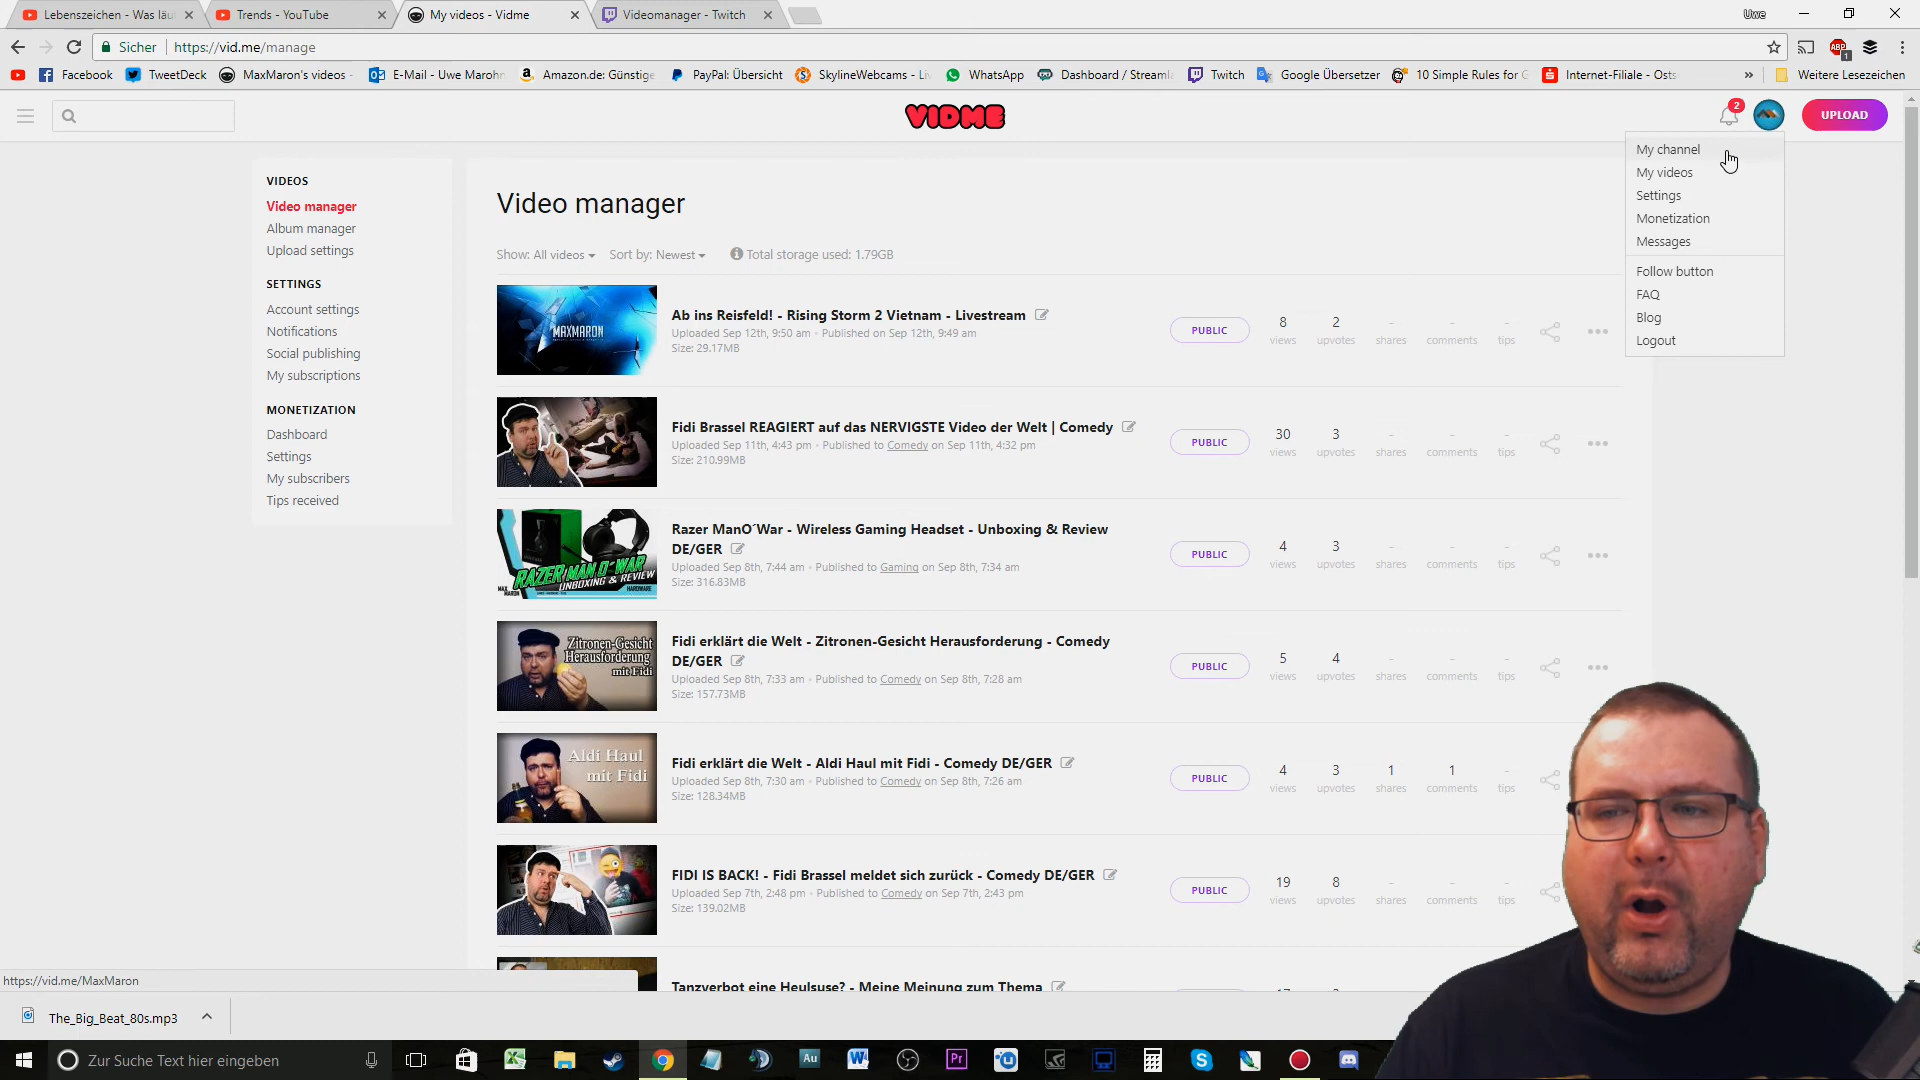 Lebenszeichen - Was läu
Trends - YouTube
My videos - Vidme
Videomanager - Twitch
Uwe
Sicher
https://vid.me/manage
ABP
1
Facebook
TweetDeck
MaxMaron's videos -
E-Mail - Uwe Marohn
Amazon.de: Günstige
PayPal: Übersicht
SkylineWebcams - Li
WhatsApp
Dashboard / Streamla
Twitch
Google Übersetzer
10 Simple Rules for G
Internet-Filiale - Osts
»
Weitere Lesezeichen
VIDME
2
UPLOAD
My channel
My videos
Settings
Monetization
Messages
Follow button
FAQ
Blog
Logout
VIDEOS
Video manager
Album manager
Upload settings
SETTINGS
Account settings
Notifications
Social publishing
My subscriptions
MONETIZATION
Dashboard
Settings
My subscribers
Tips received
Video manager
Show: All videos Sort by: Newest Total storage used: 1.79GB
MAXMARON
Ab ins Reisfeld! - Rising Storm 2 Vietnam - Livestream
Uploaded Sep 12th, 9:50 am • Published on Sep 12th, 9:49 am
Size: 29.17MB
PUBLIC
8 2 - - -
views upvotes shares comments tips
Fidi Brassel REAGIERT auf das NERVIGSTE Video der Welt | Comedy
Uploaded Sep 11th, 4:43 pm • Published to Comedy on Sep 11th, 4:32 pm
Size: 210.99MB
PUBLIC
30 3 - - -
views upvotes shares comments tips
RAZER MAN O´WAR
UNBOXING & REVIEW
MAX
MARON
HARDWARE
Razer ManO´War - Wireless Gaming Headset - Unboxing & Review
DE/GER
Uploaded Sep 8th, 7:44 am • Published to Gaming on Sep 8th, 7:34 am
Size: 316.83MB
PUBLIC
4 3 - - -
views upvotes shares comments tips
Zitronen-Gesicht
Herausforderung
mit Fidi
Fidi erklärt die Welt - Zitronen-Gesicht Herausforderung - Comedy
DE/GER
Uploaded Sep 8th, 7:33 am • Published to Comedy on Sep 8th, 7:28 am
Size: 157.73MB
PUBLIC
5 4 - - -
views upvotes shares comments tips
Aldi Haul
mit Fidi
Fidi erklärt die Welt - Aldi Haul mit Fidi - Comedy DE/GER
Uploaded Sep 8th, 7:30 am • Published to Comedy on Sep 8th, 7:26 am
Size: 128.34MB
PUBLIC
4 3 1 1 -
views upvotes shares comments tips
FIDI IS BACK! - Fidi Brassel meldet sich zurück - Comedy DE/GER
Uploaded Sep 7th, 2:48 pm • Published to Comedy on Sep 7th, 2:43 pm
Size: 139.02MB
PUBLIC
19 8 - - -
views upvotes shares comments tips
Tanzverbot eine Heulsuse? - Meine Meinung zum Thema
https://vid.me/MaxMaron
The_Big_Beat_80s.mp3
Zur Suche Text hier eingeben
Au
Pr